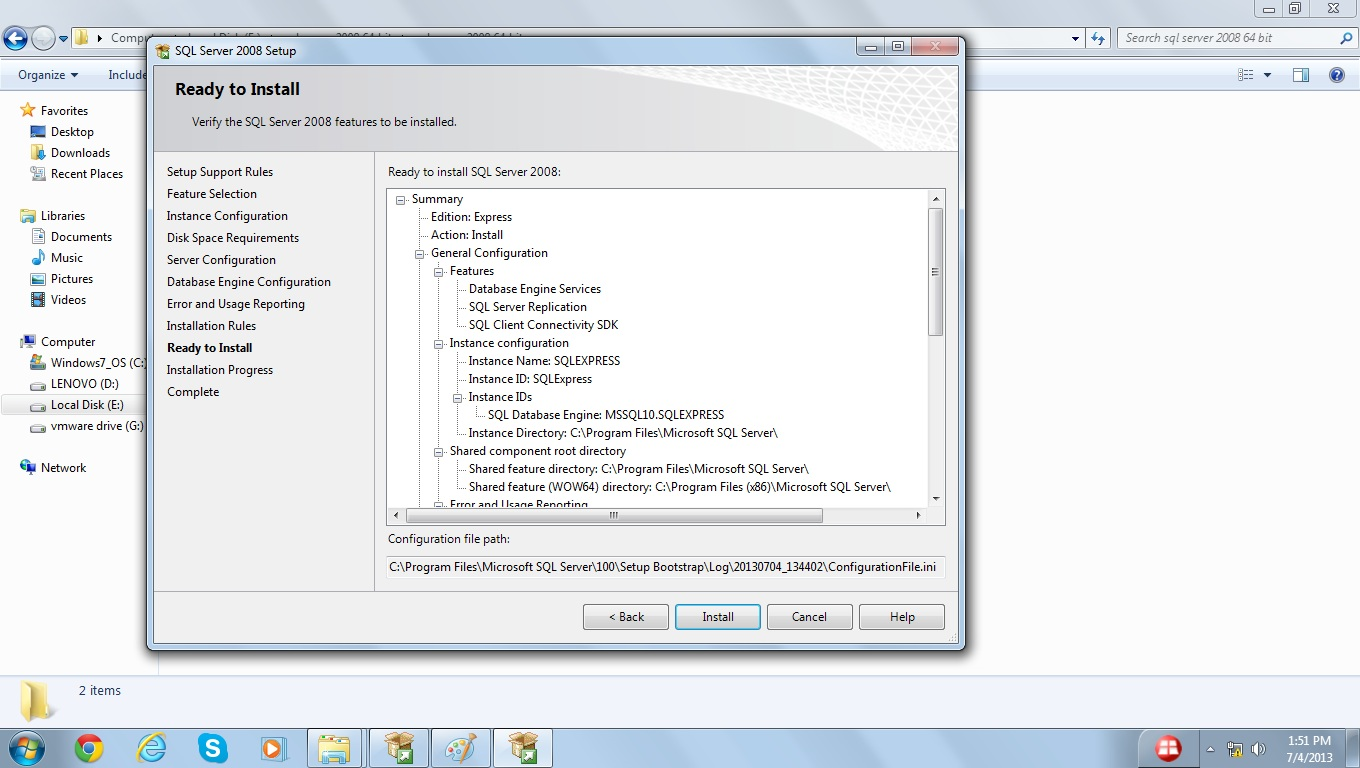 Search sql server 2008 64 bit
SQL Server 2008 Setup
Organize
Include
Ready to Install
Verify the SQL Server 2008 features to be installed.
Favorites
Desktop
Downloads
Recent Places
Libraries
Documents
Music
Pictures
Videos
Computer
Windows7_OS (C:)
LENOVO (D:)
Local Disk (E:)
vmware drive (G:)
Network
Setup Support Rules
Feature Selection
Instance Configuration
Disk Space Requirements
Server Configuration
Database Engine Configuration
Error and Usage Reporting
Installation Rules
Ready to Install
Installation Progress
Complete
Ready to install SQL Server 2008:
Summary
Edition: Express
Action: Install
General Configuration
Features
Database Engine Services
SQL Server Replication
SQL Client Connectivity SDK
Instance configuration
Instance Name: SQLEXPRESS
Instance ID: SQLExpress
Instance IDs
SQL Database Engine: MSSQL10.SQLEXPRESS
Instance Directory: C:\Program Files\Microsoft SQL Server\
Shared component root directory
Shared feature directory: C:\Program Files\Microsoft SQL Server\
Shared feature (WOW64) directory: C:\Program Files (x86)\Microsoft SQL Server\
Error and Usage Reporting
Configuration file path:
C:\Program Files\Microsoft SQL Server\100\Setup Bootstrap\Log\20130704_134402\ConfigurationFile.ini
< Back
Install
Cancel
Help
2 items
1:51 PM
7/4/2013